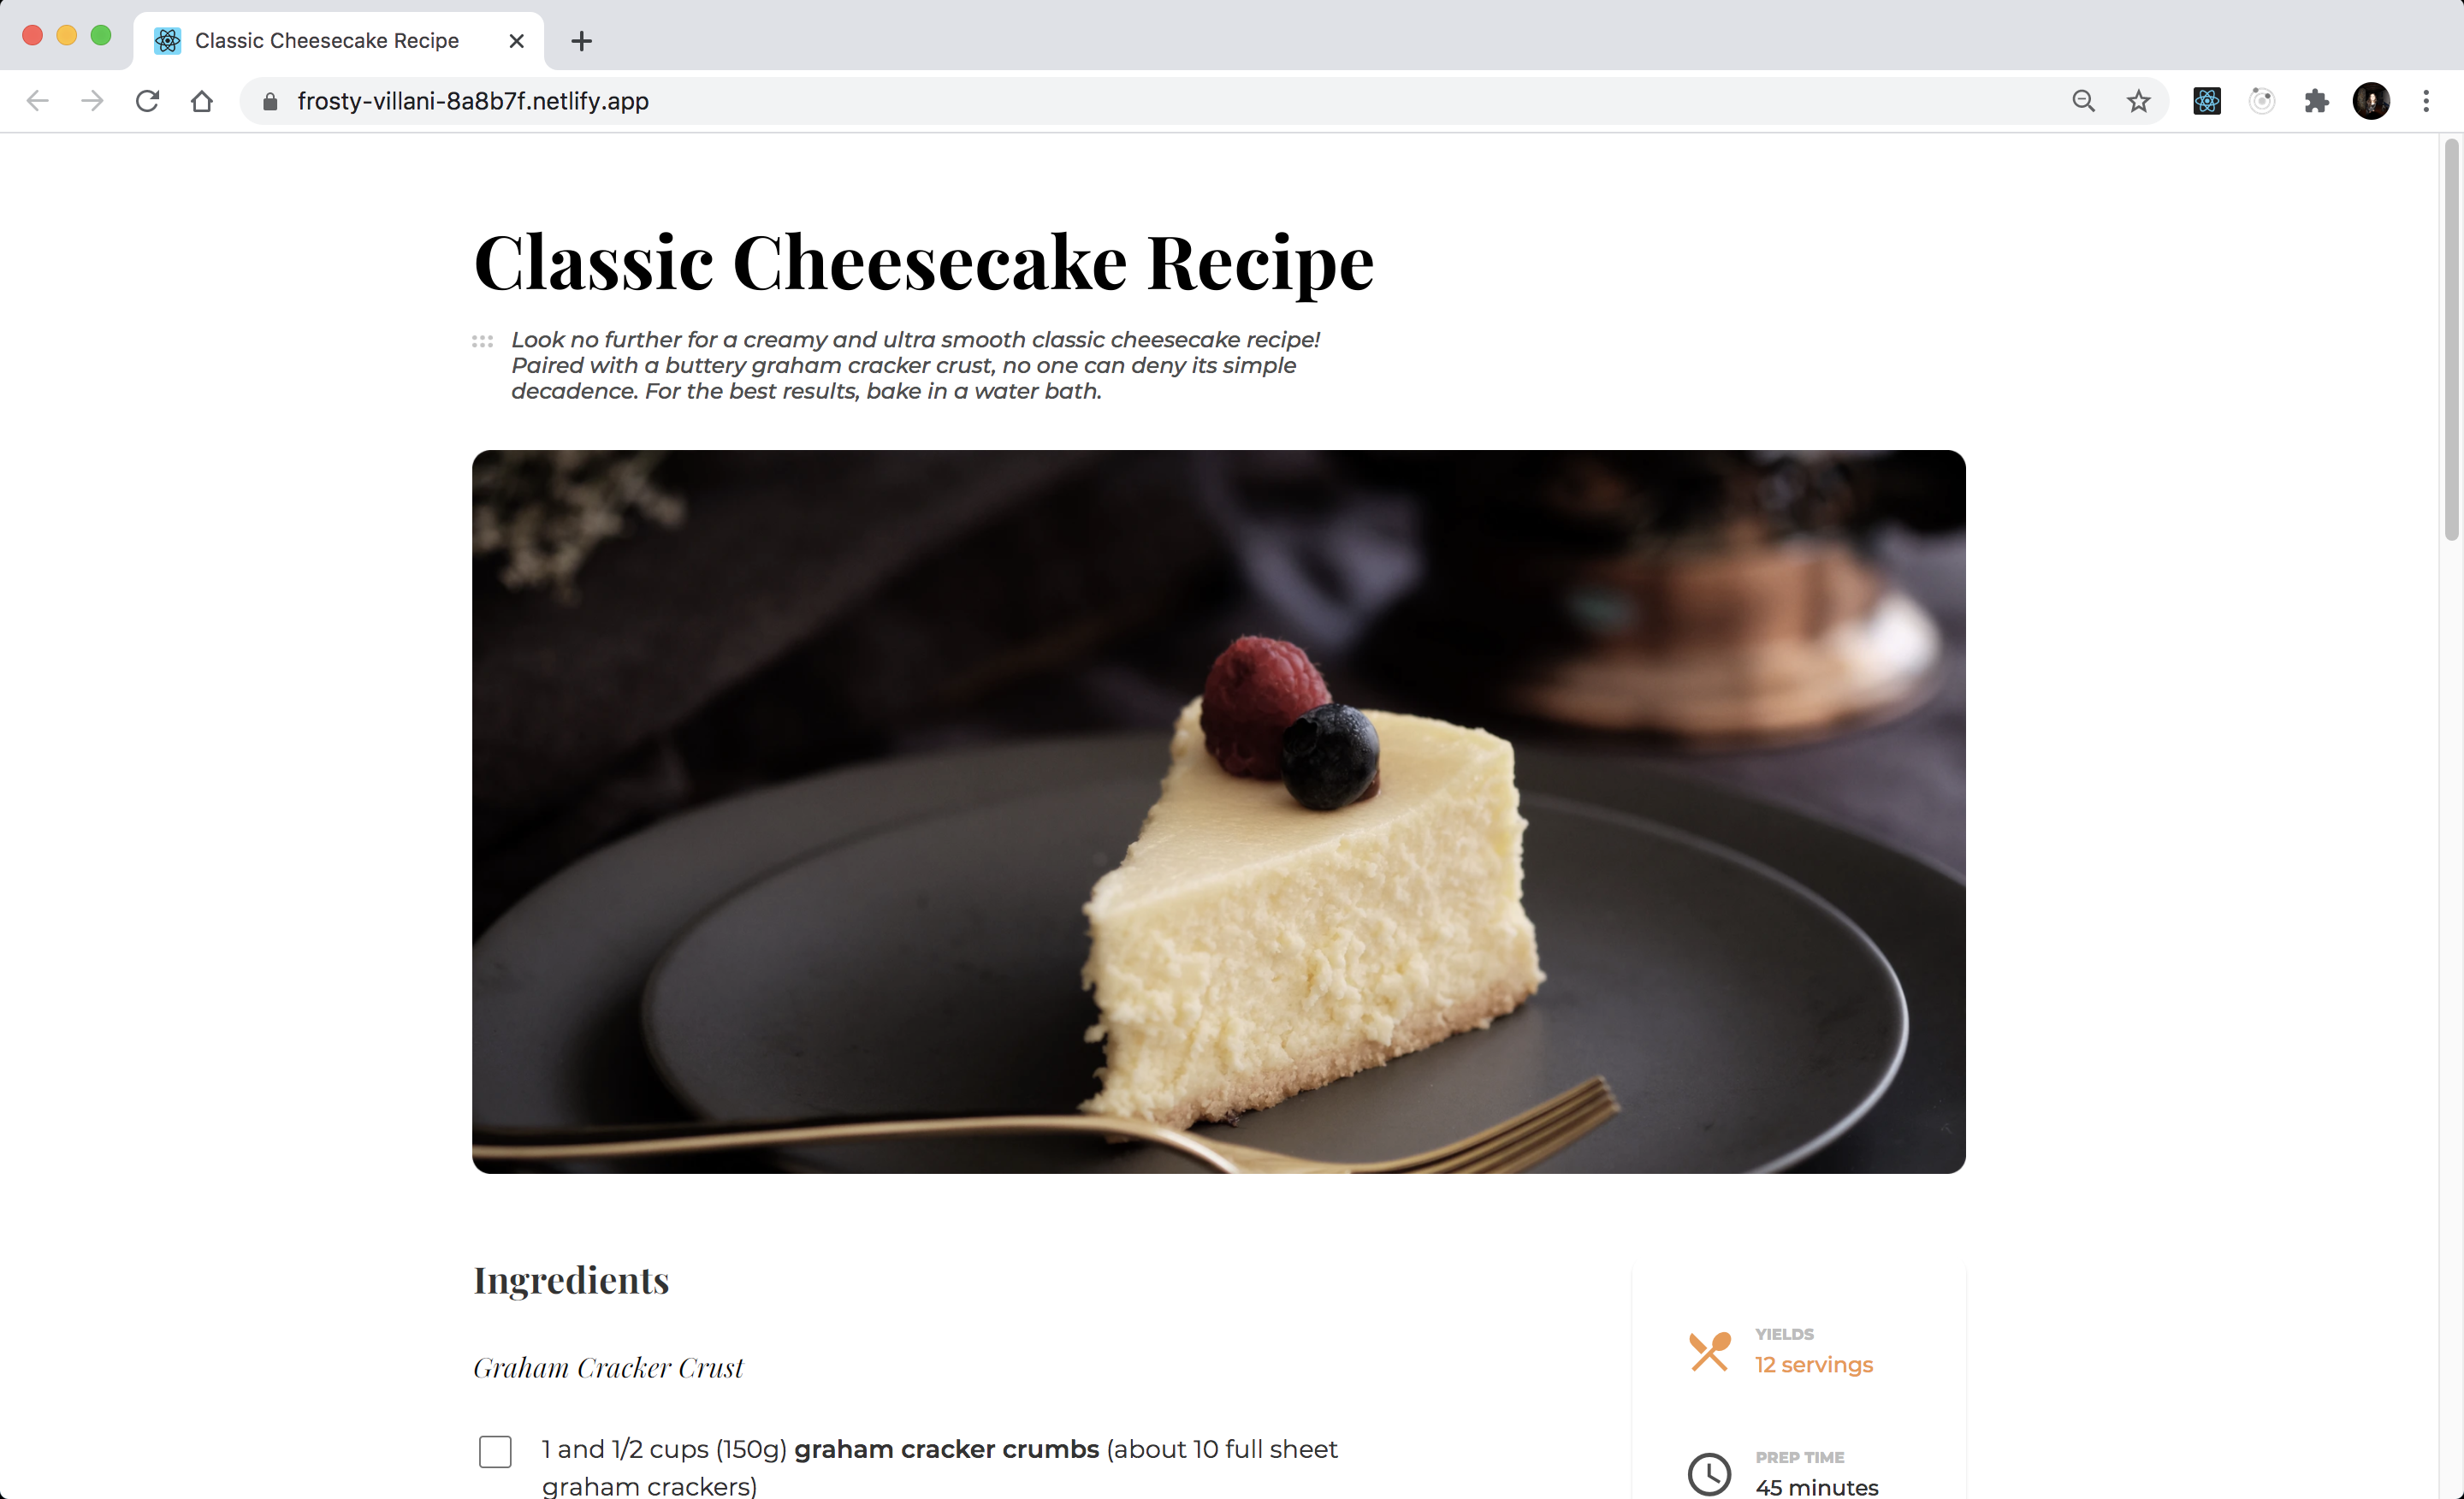 Classic Cheesecake Recipe
frosty-villani-8a8b7f.netlify.app
Classic Cheesecake Recipe
Look no further for a creamy and ultra smooth classic cheesecake recipe!
Paired with a buttery graham cracker crust, no one can deny its simple
decadence. For the best results, bake in a water bath.
Ingredients
Graham Cracker Crust
1 and 1/2 cups (150g) graham cracker crumbs (about 10 full sheet
graham crackers)
YIELDS
12 servings
PREP TIME
45 minutes